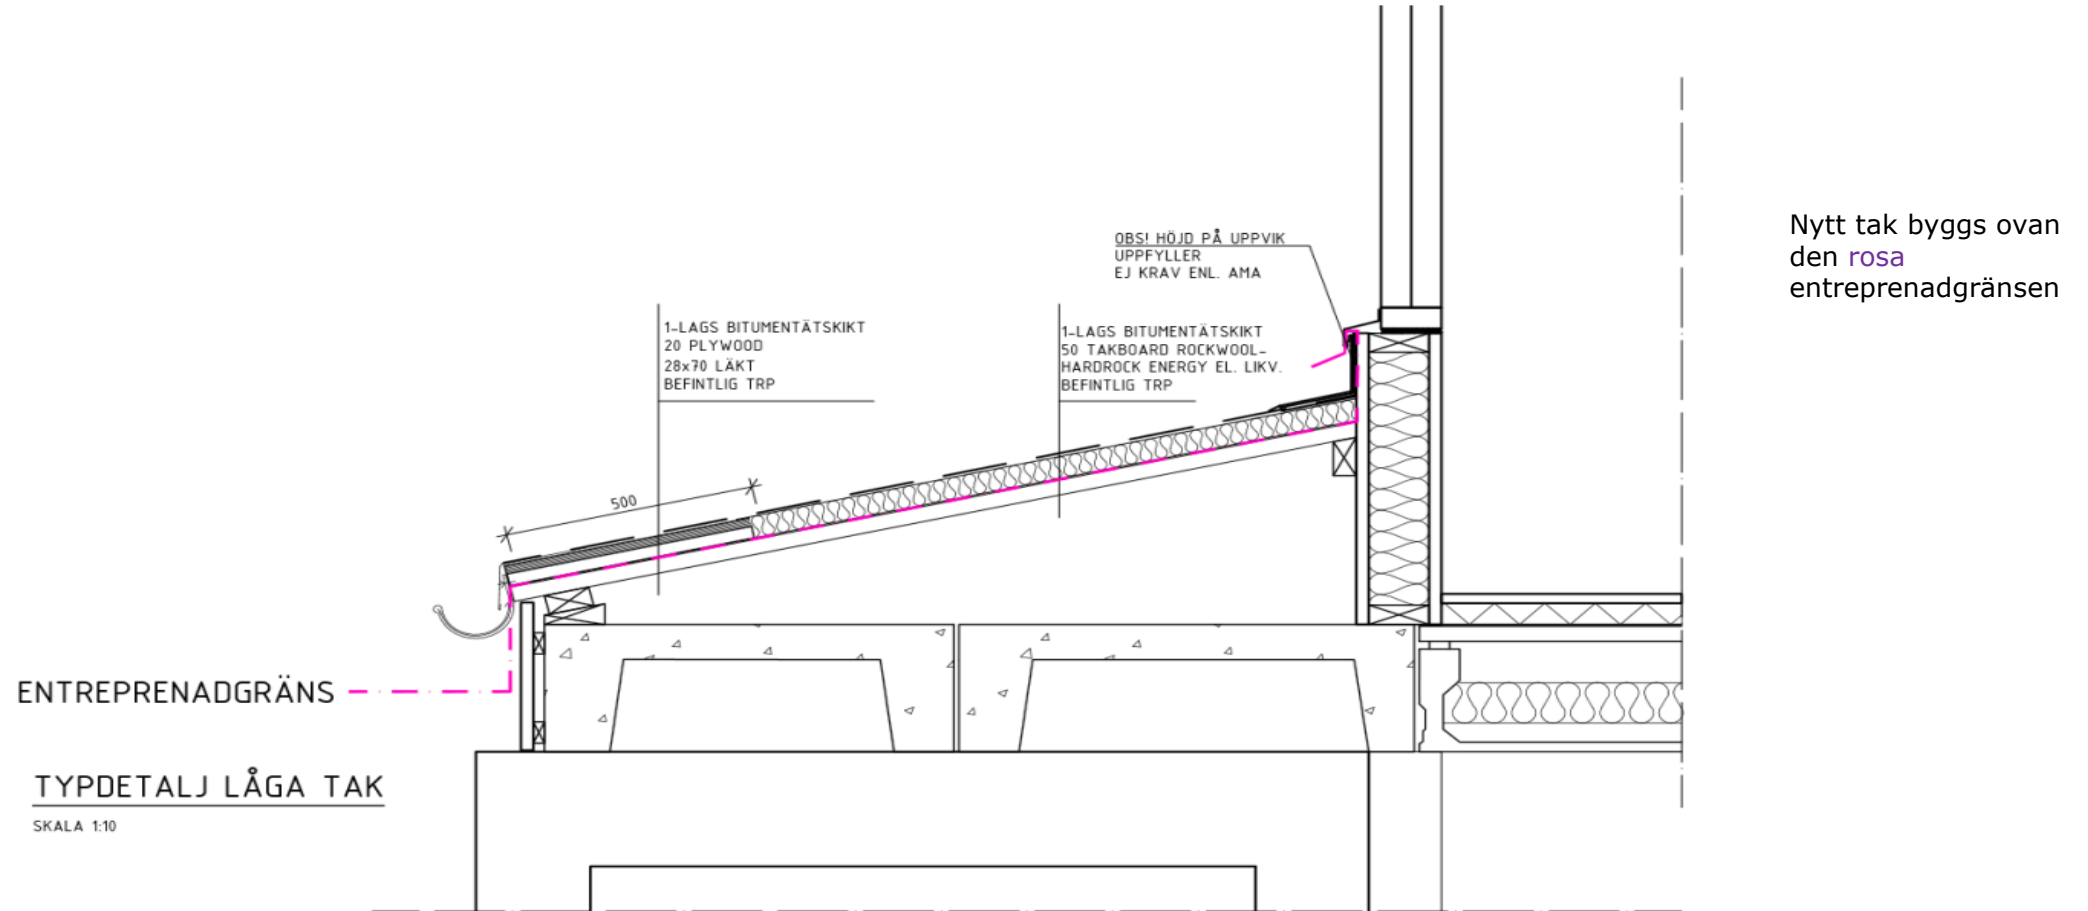 OBS! HÖJD PÅ UPPVIK
UPPFYLLER
EJ KRAV ENL. AMA
Nytt tak byggs ovan
den rosa
entreprenadgränsen
1-LAGS BITUMENTÄTSKIKT
20 PLYWOOD
28x70 LÄKT
BEFINTLIG TRP
1-LAGS BITUMENTÄTSKIKT
50 TAKBOARD ROCKWOOL-
HARDROCK ENERGY EL. LIKV.
BEFINTLIG TRP
500
ENTREPRENADGRÄNS
TYPDETALJ LÅGA TAK
SKALA 1:10